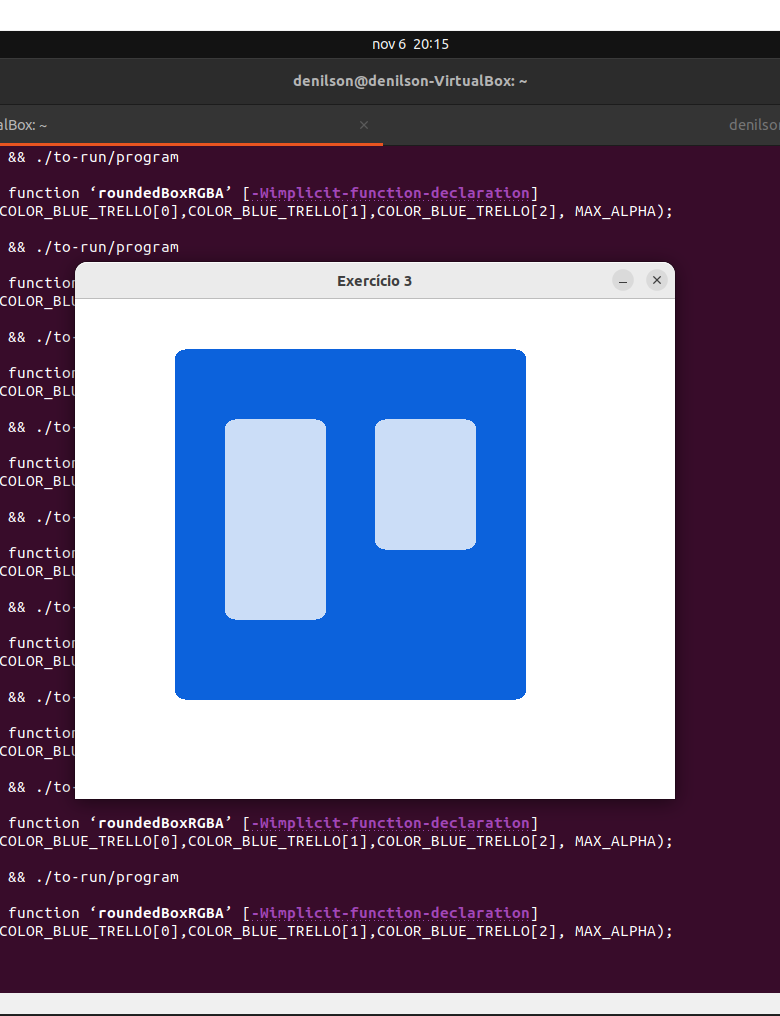 nov 6 20:15
denilson@denilson-VirtualBox: ~
alBox: ~
× denilson
&& ./to-run/program
function ‘roundedBoxRGBA’ [-Wimplicit-function-declaration]
COLOR_BLUE_TRELLO[0],COLOR_BLUE_TRELLO[1],COLOR_BLUE_TRELLO[2], MAX_ALPHA);
&& ./to-run/program
Exercício 3
function
COLOR_BLU
&& ./to-
function
COLOR_BLU
&& ./to-
function
COLOR_BLU
&& ./to-
function
COLOR_BLU
&& ./to-
function
COLOR_BLU
&& ./to-
function
COLOR_BLU
&& ./to-
function ‘roundedBoxRGBA’ [-Wimplicit-function-declaration]
COLOR_BLUE_TRELLO[0],COLOR_BLUE_TRELLO[1],COLOR_BLUE_TRELLO[2], MAX_ALPHA);
&& ./to-run/program
function ‘roundedBoxRGBA’ [-Wimplicit-function-declaration]
COLOR_BLUE_TRELLO[0],COLOR_BLUE_TRELLO[1],COLOR_BLUE_TRELLO[2], MAX_ALPHA);